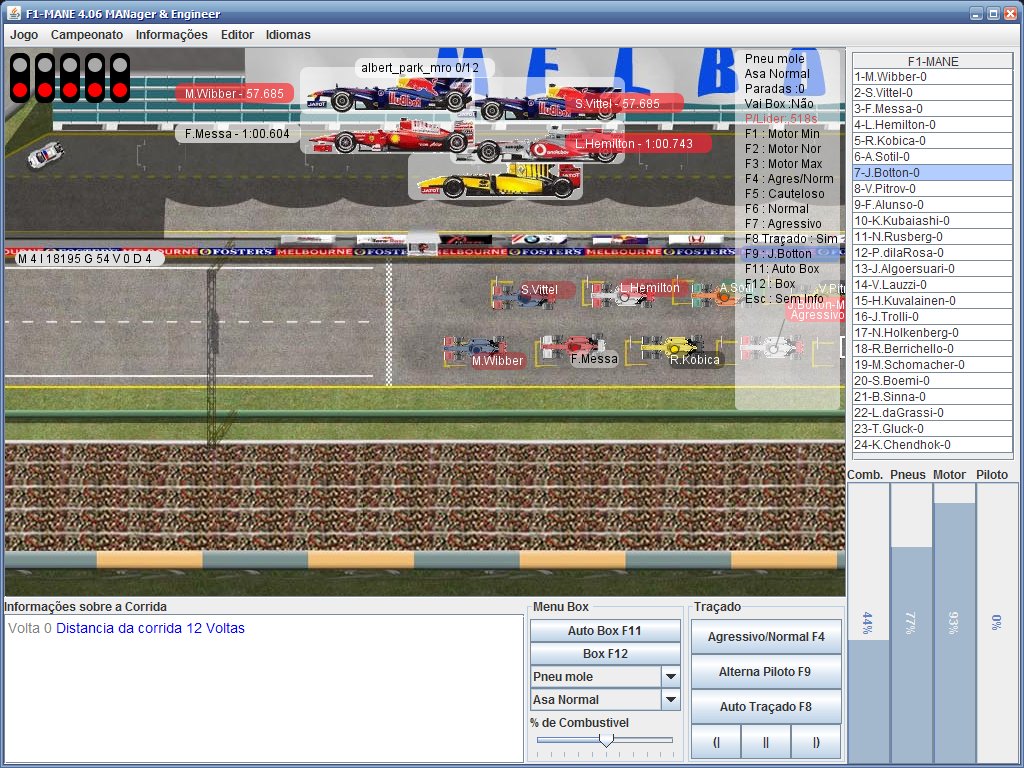 F1-MANE 4.06 MANager & Engineer
Jogo Campeonato Informações Editor Idiomas
albert_park_mro 0/12
M.Wibber - 57.685
S.Vittel - 57.685
F.Messa - 1:00.604
L.Hemilton - 1:00.743
MELBO
Pneu mole
Asa Normal
Paradas :0
Vai Box :Não
P/Lider: 518s
F1 : Motor Min
F2 : Motor Nor
F3 : Motor Max
F4 : Agres/Norm
F5 : Cauteloso
F6 : Normal
F7 : Agressivo
F8 Traçado : Sim
F9 : J.Botton
F11: Auto Box
F12 : Box
Esc : Sem Info
FOSTERS MELBOURNE FOSTERS MELBOURNE FOSTERS
M 4 I 18195 G 54 V 0 D 4
S.Vittel
L.Hemilton
A.Sotil
V.Pit
J.Botton-M
Agressivo
M.Wibber
F.Messa
R.Kobica
F1-MANE
1-M.Wibber-0
2-S.Vittel-0
3-F.Messa-0
4-L.Hemilton-0
5-R.Kobica-0
6-A.Sotil-0
7-J.Botton-0
8-V.Pitrov-0
9-F.Alunso-0
10-K.Kubaiashi-0
11-N.Rusberg-0
12-P.dilaRosa-0
13-J.Algoersuari-0
14-V.Lauzzi-0
15-H.Kuvalainen-0
16-J.Trolli-0
17-N.Holkenberg-0
18-R.Berrichello-0
19-M.Schomacher-0
20-S.Boemi-0
21-B.Sinna-0
22-L.daGrassi-0
23-T.Gluck-0
24-K.Chendhok-0
Comb. Pneus Motor Piloto
44% 77% 93% 0%
Informações sobre a Corrida
Volta 0 Distancia da corrida 12 Voltas
Menu Box
Auto Box F11
Box F12
Pneu mole
Asa Normal
% de Combustivel
Traçado
Agressivo/Normal F4
Alterna Piloto F9
Auto Traçado F8
(| || |)